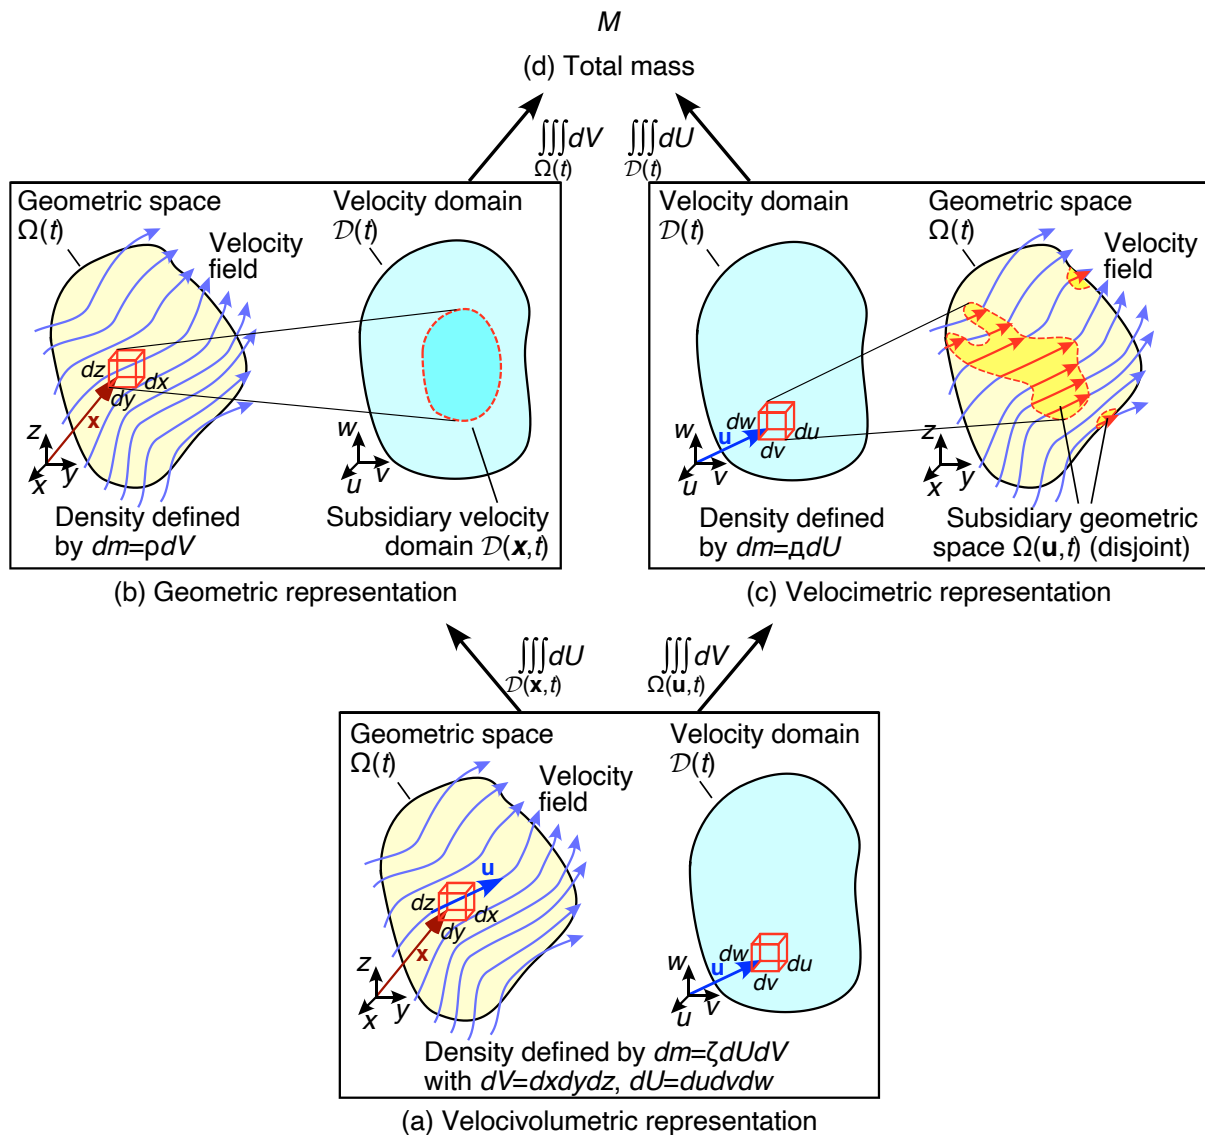 M
(d) Total mass
∭dV
Ω(t)
∭dU
𝒟(t)
Geometric space
Ω(t)
Velocity
field
dz
dx
dy
x
z
y
x
Density defined
by dm=ρdV
Velocity domain
𝒟(t)
w
v
u
Subsidiary velocity
domain 𝒟(x,t)
(b) Geometric representation
Velocity domain
𝒟(t)
dw
du
dv
u
w
v
u
Density defined
by dm=дdU
Geometric space
Ω(t)
Velocity
field
z
y
x
Subsidiary geometric
space Ω(u,t) (disjoint)
(c) Velocimetric representation
∭dU
𝒟(x,t)
∭dV
Ω(u,t)
Geometric space
Ω(t)
Velocity
field
u
dz
dx
dy
x
z
y
x
Velocity domain
𝒟(t)
dw
du
dv
u
w
v
u
Density defined by dm=ζdUdV
with dV=dxdydz, dU=dudvdw
(a) Velocivolumetric representation